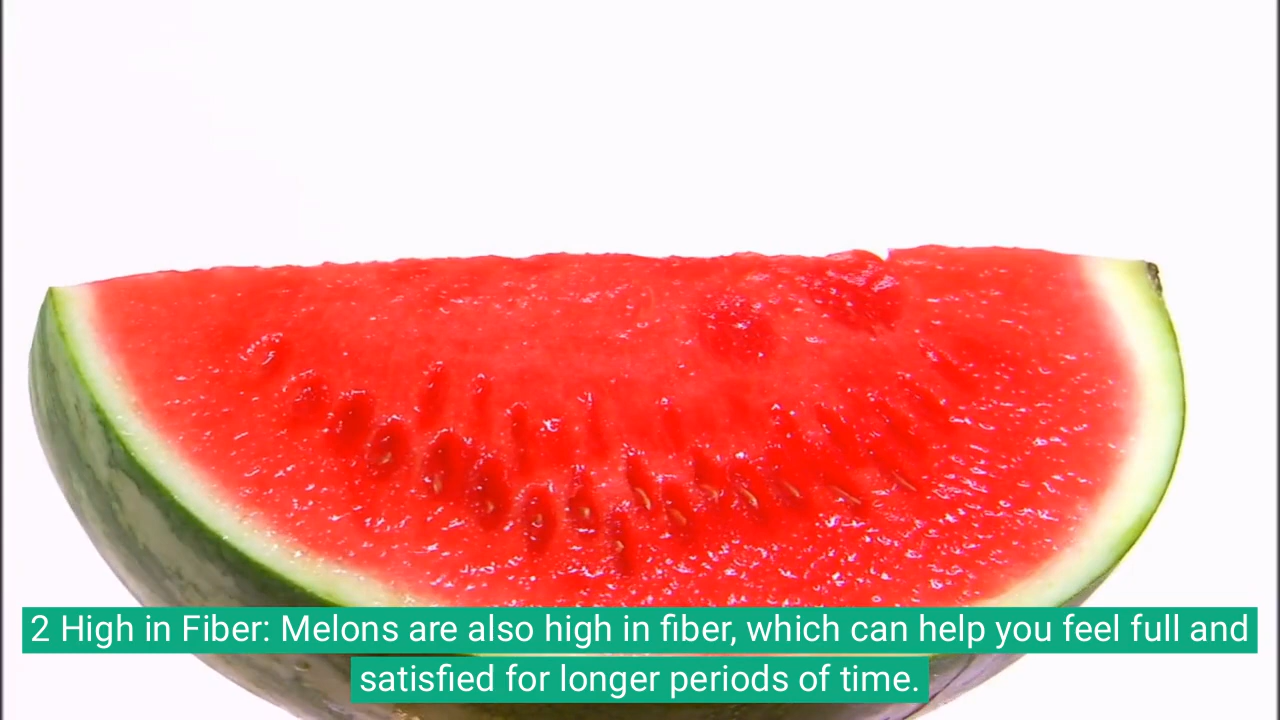 2 High in Fiber: Melons are also high in fiber, which can help you feel full and
satisfied for longer periods of time.